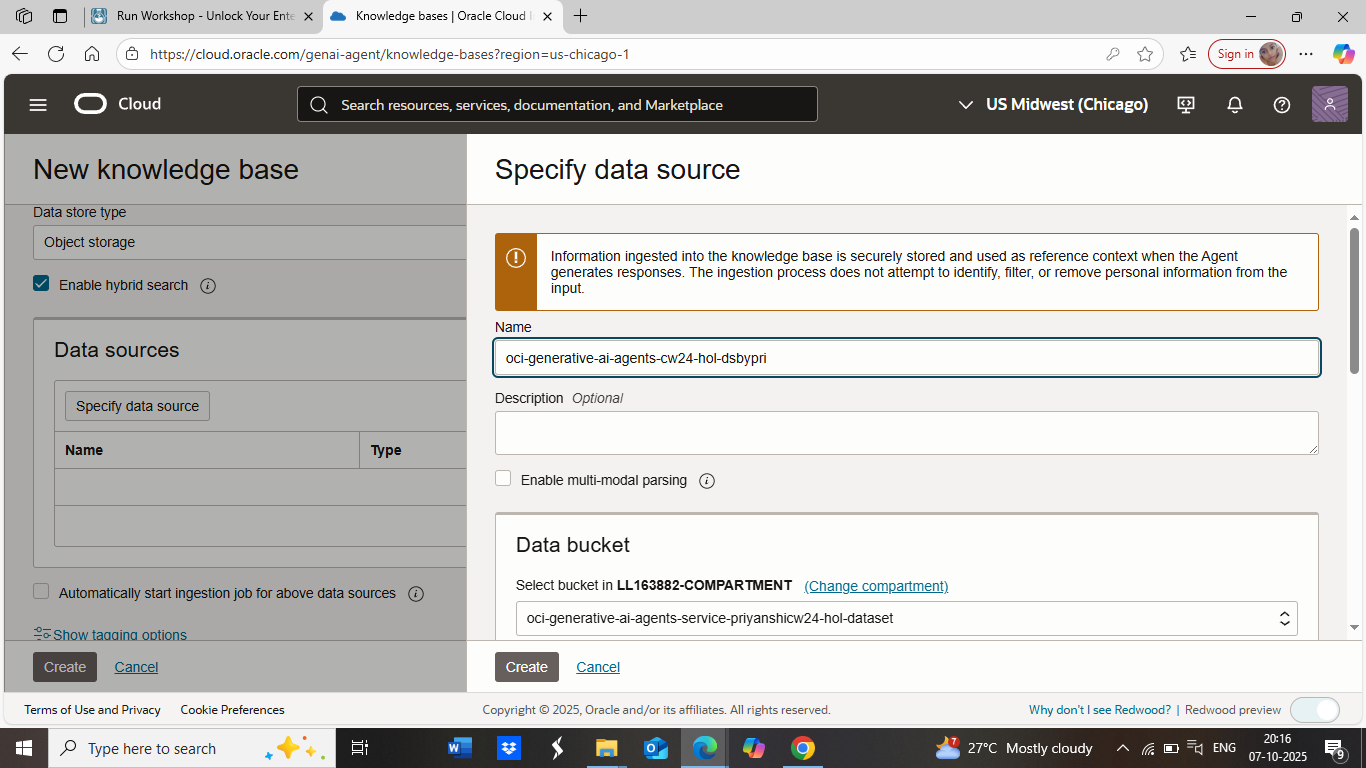 Run Workshop - Unlock Your Ente
Knowledge bases | Oracle Cloud I
https://cloud.oracle.com/genai-agent/knowledge-bases?region=us-chicago-1
Sign in
Cloud
Search resources, services, documentation, and Marketplace
US Midwest (Chicago)
New knowledge base
Data store type
Object storage
Enable hybrid search
Data sources
Specify data source
Name
Type
Automatically start ingestion job for above data sources
Show tagging options
Create
Cancel
Specify data source
Information ingested into the knowledge base is securely stored and used as reference context when the Agent
generates responses. The ingestion process does not attempt to identify, filter, or remove personal information from the
input.
Name
oci-generative-ai-agents-cw24-hol-dsbypri
Description Optional
Enable multi-modal parsing
Data bucket
Select bucket in LL163882-COMPARTMENT (Change compartment)
oci-generative-ai-agents-service-priyanshicw24-hol-dataset
Create
Cancel
Terms of Use and Privacy
Cookie Preferences
Copyright © 2025, Oracle and/or its affiliates. All rights reserved.
Why don't I see Redwood? | Redwood preview
Type here to search
7
27°C Mostly cloudy
ENG
20:16
07-10-2025
9